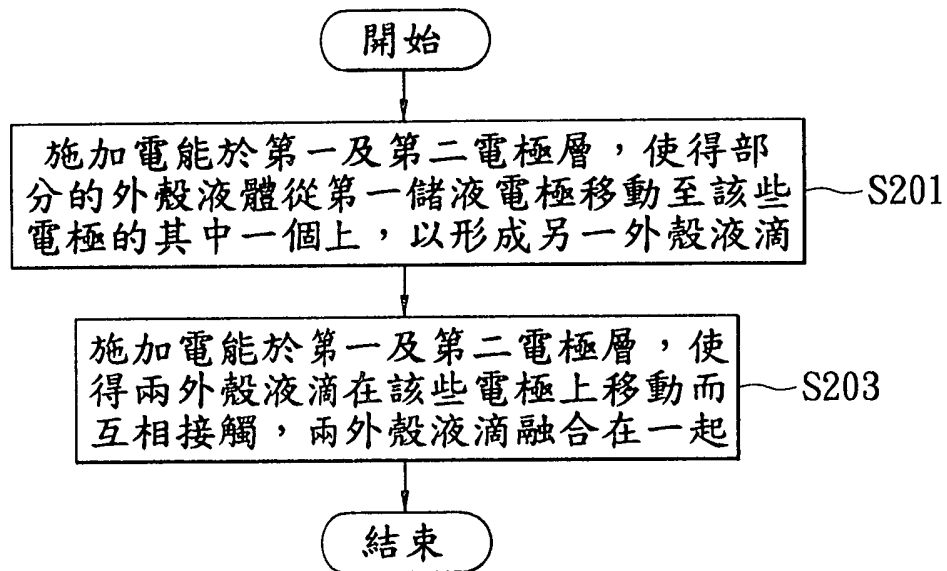 開始
施加電能於第一及第二電極層，使得部
分的外殼液體從第一儲液電極移動至該些
電極的其中一個上，以形成另一外殼液滴
S201
施加電能於第一及第二電極層，使
得兩外殼液滴在該些電極上移動而
互相接觸，兩外殼液滴融合在一起
S203
結束